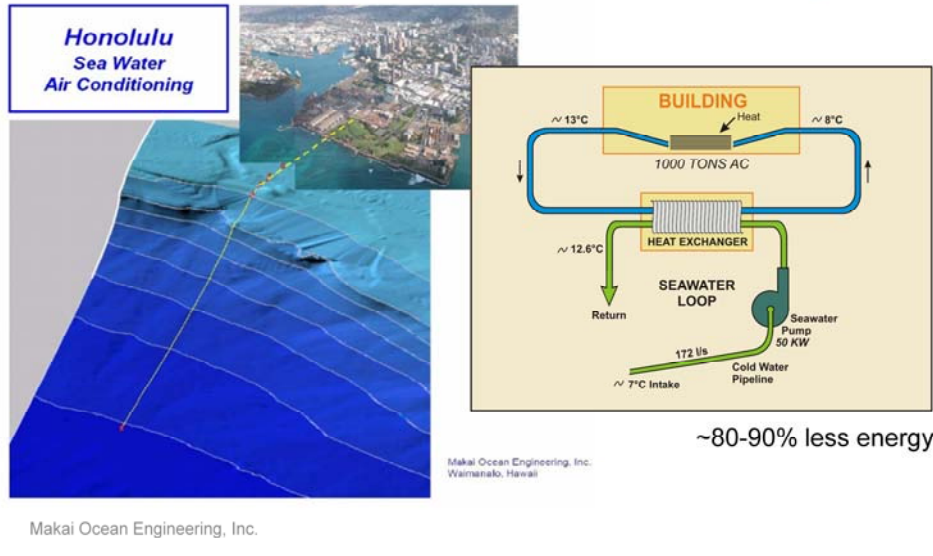 Honolulu
Sea Water
Air Conditioning
BUILDING
Heat
~ 13°C
~ 8°C
1000 TONS AC
HEAT EXCHANGER
~ 12.6°C
SEAWATER
LOOP
Return
Seawater
Pump
50 KW
172 l/s
Cold Water
Pipeline
~ 7°C Intake
~80-90% less energy
Makai Ocean Engineering, Inc.
Waimanalo, Hawaii
Makai Ocean Engineering, Inc.